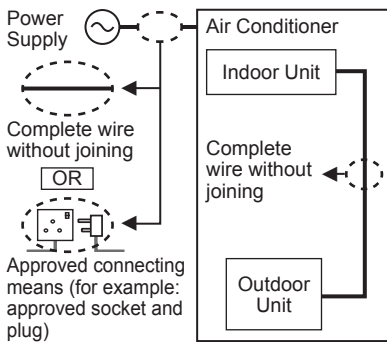 Power
Supply
Air Conditioner
Indoor Unit
Complete wire
without joining
OR
Approved connecting
means (for example:
approved socket and
plug)
Complete
wire without
joining
Outdoor
Unit